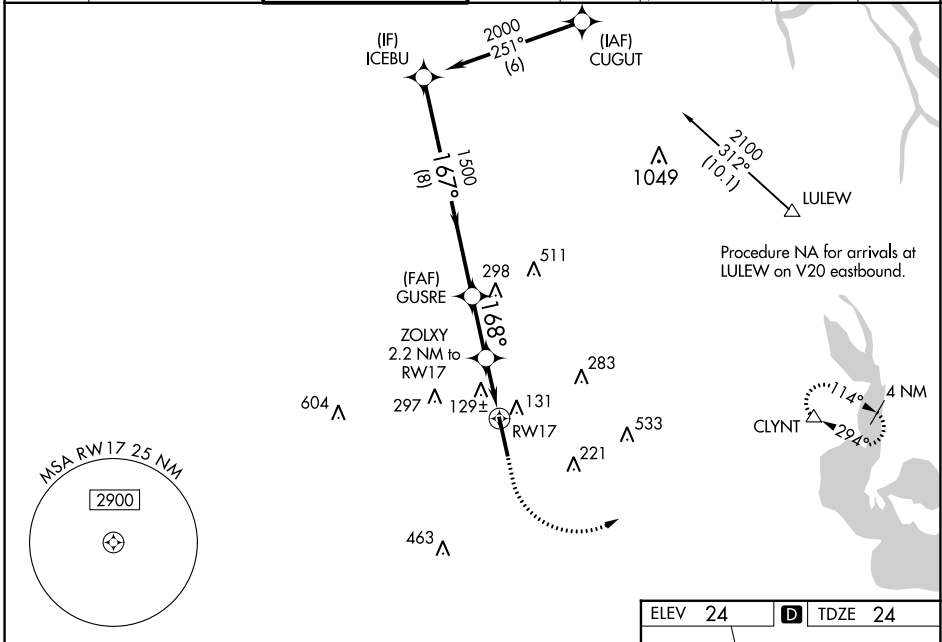 (IF)
ICEBU
2000
251°
(6)
(IAF)
CUGUT
1500
167°
(8)
1049
2100
312°
(10.1)
LULEW
Procedure NA for arrivals at
LULEW on V20 eastbound.
(FAF)
GUSRE
298
511
168°
ZOLXY
2.2 NM to
RW17
283
604
297
129±
131
RW17
533
221
CLYNT
114°
4 NM
294°
MSA RW17 25 NM
2900
463
ELEV 24
D
TDZE 24